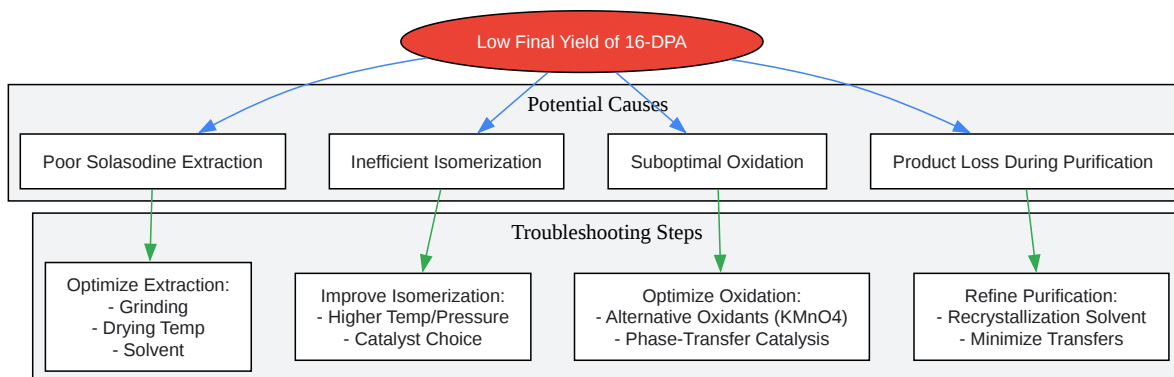 Low Final Yield of 16-DPA
Potential Causes
Poor Solasodine Extraction
Inefficient Isomerization
Suboptimal Oxidation
Product Loss During Purification
Troubleshooting Steps
Optimize Extraction:
- Grinding
- Drying Temp
- Solvent
Improve Isomerization:
- Higher Temp/Pressure
- Catalyst Choice
Optimize Oxidation:
- Alternative Oxidants (KMnO4)
- Phase-Transfer Catalysis
Refine Purification:
- Recrystallization Solvent
- Minimize Transfers